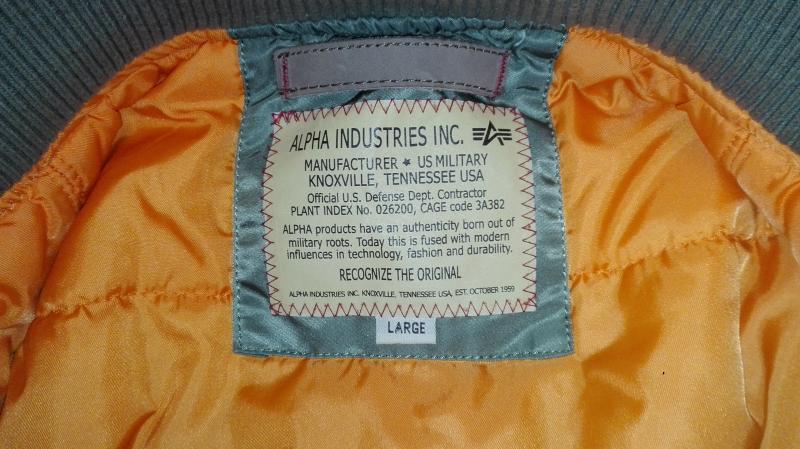 ALPHA INDUSTRIES INC.
MANUFACTURER ★ US MILITARY
KNOXVILLE, TENNESSEE USA
Official U.S. Defense Dept. Contractor
PLANT INDEX No. 026200, CAGE code 3A382
ALPHA products have an authenticity born out of
military roots. Today this is fused with modern
influences in technology, fashion and durability.
RECOGNIZE THE ORIGINAL
ALPHA INDUSTRIES INC. KNOXVILLE, TENNESSEE USA, EST. OCTOBER 1959
LARGE